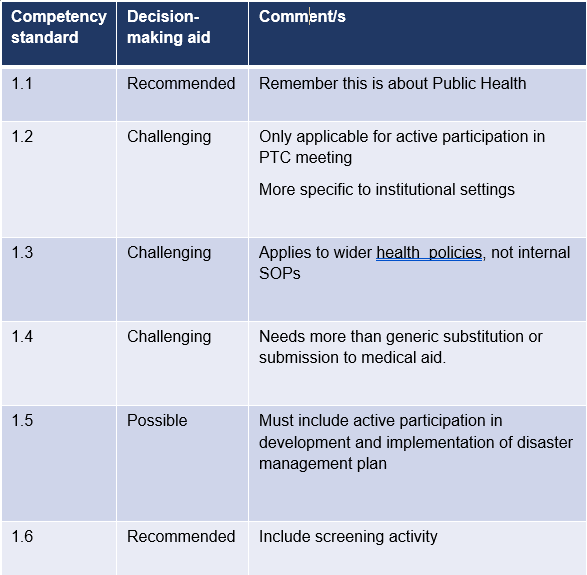 Competency standard
Decision-making aid
Comment/s
1.1
Recommended
Remember this is about Public Health
1.2
Challenging
Only applicable for active participation in
PTC meeting
More specific to institutional settings
1.3
Challenging
Applies to wider health  policies, not internal
SOPs
1.4
Challenging
Needs more than generic substitution or
submission to medical aid.
1.5
Possible
Must include active participation in
development and implementation of disaster
management plan
1.6
Recommended
Include screening activity